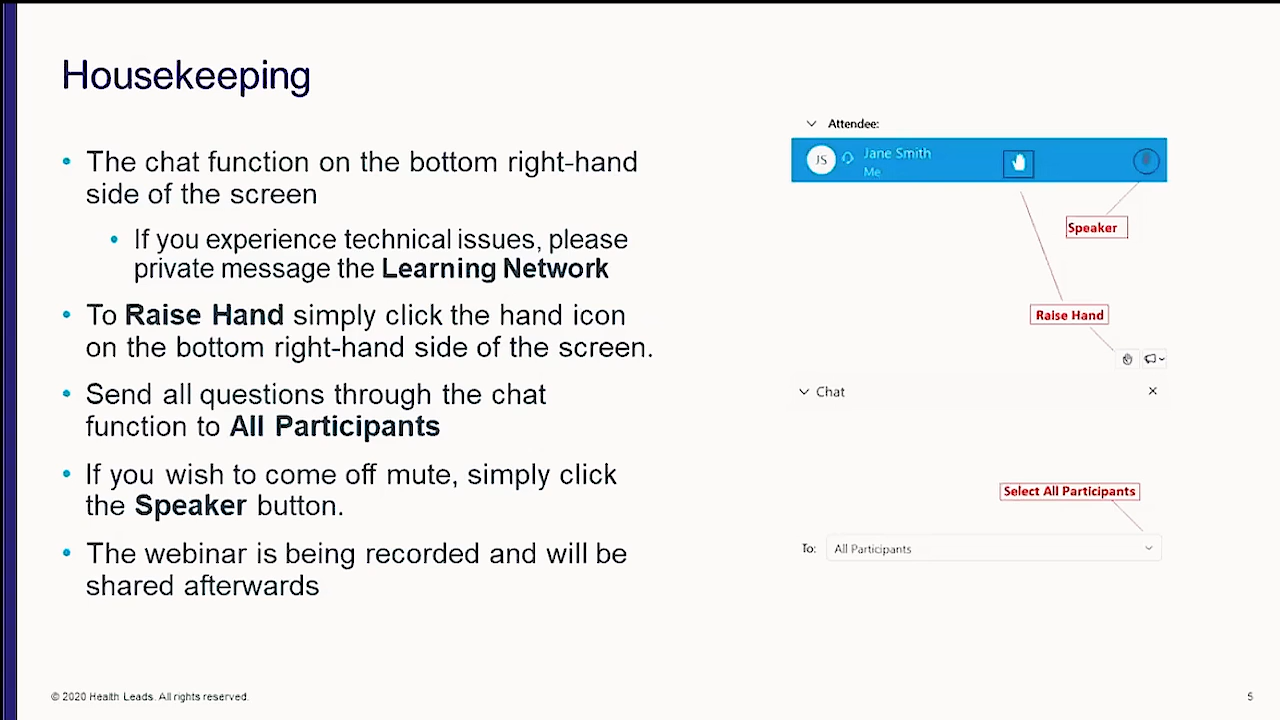 Housekeeping
• The chat function on the bottom right-hand
side of the screen
• If you experience technical issues, please
private message the Learning Network
• To Raise Hand simply click the hand icon
on the bottom right-hand side of the screen.
• Send all questions through the chat
function to All Participants
• If you wish to come off mute, simply click
the Speaker button.
• The webinar is being recorded and will be
shared afterwards
Attendee:
JS
Jane Smith
Me
Speaker
Raise Hand
Chat
Select All Participants
To: All Participants
© 2020 Health Leads. All rights reserved.
5